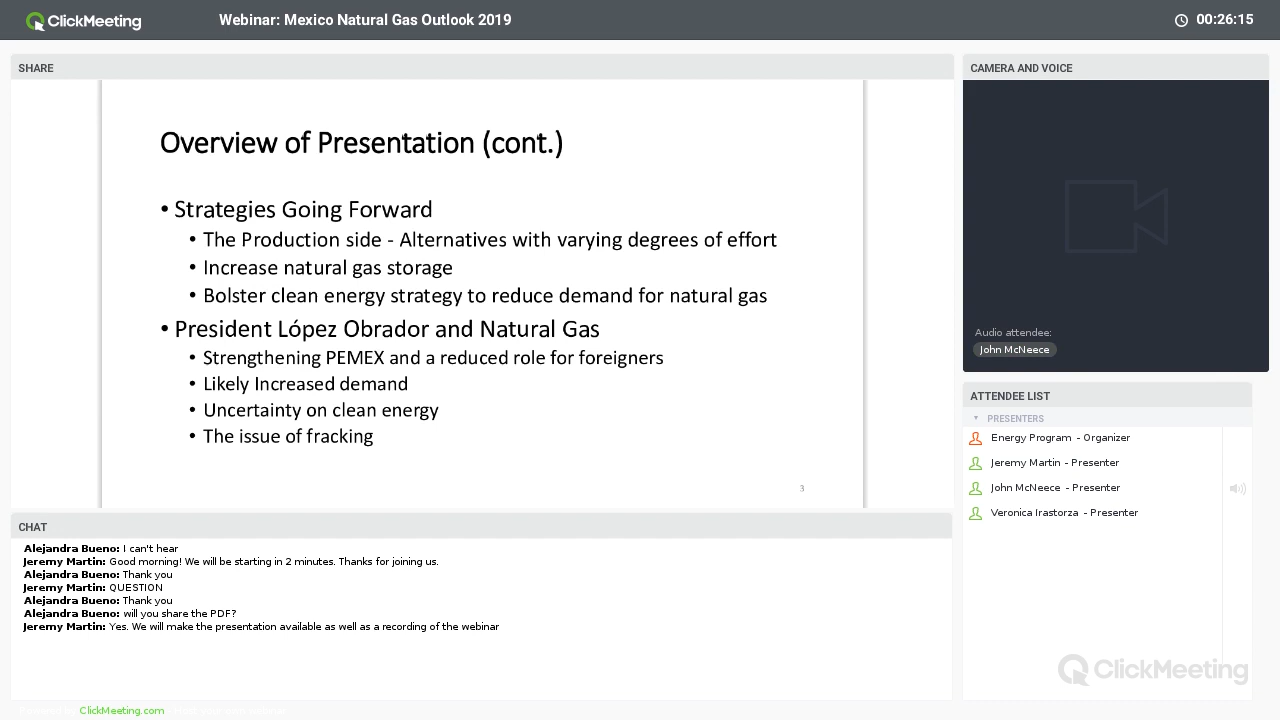 ClickMeeting
Webinar: Mexico Natural Gas Outlook 2019
00:26:15
SHARE
Overview of Presentation (cont.)
• Strategies Going Forward
• The Production side - Alternatives with varying degrees of effort
• Increase natural gas storage
• Bolster clean energy strategy to reduce demand for natural gas
• President López Obrador and Natural Gas
• Strengthening PEMEX and a reduced role for foreigners
• Likely Increased demand
• Uncertainty on clean energy
• The issue of fracking
3
CHAT
Alejandra Bueno: I can't hear
Jeremy Martin: Good morning! We will be starting in 2 minutes. Thanks for joining us.
Alejandra Bueno: Thank you
Jeremy Martin: QUESTION
Alejandra Bueno: Thank you
Alejandra Bueno: will you share the PDF?
Jeremy Martin: Yes. We will make the presentation available as well as a recording of the webinar
CAMERA AND VOICE
Audio attendee:
John McNeece
ATTENDEE LIST
PRESENTERS
Energy Program - Organizer
Jeremy Martin - Presenter
John McNeece - Presenter
Veronica Irastorza - Presenter
ClickMeeting
ClickMeeting.com